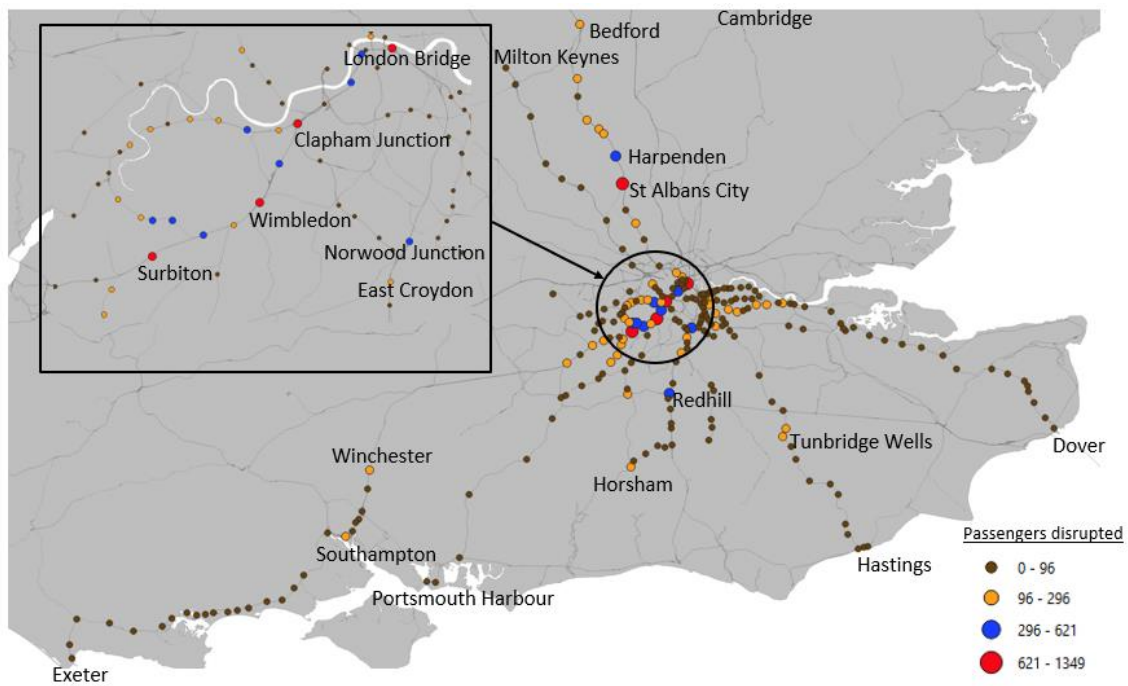 Bedford
Cambridge
Milton Keynes
London Bridge
Clapham Junction
Harpenden
St Albans City
Wimbledon
Norwood Junction
Surbiton
East Croydon
Redhill
Tunbridge Wells
Dover
Winchester
Horsham
Southampton
Hastings
Portsmouth Harbour
Exeter
Passengers disrupted
0 - 96
96 - 296
296 - 621
621 - 1349